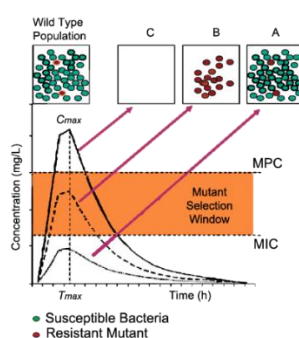 Wild Type
Population
C
B
A
Cmax
Concentration (mg/L)
MPC
Mutant
Selection
Window
MIC
Tmax
Time (h)
Susceptible Bacteria
Resistant Mutant